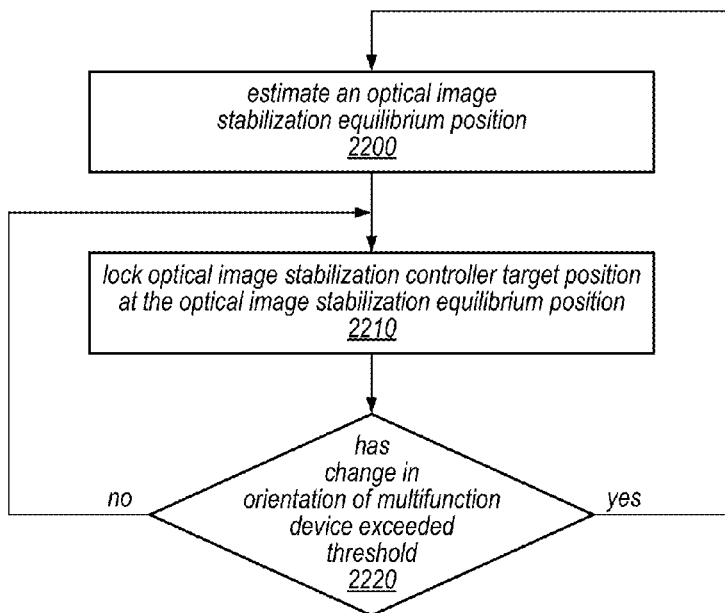 estimate an optical image
stabilization equilibrium position
2200
lock optical image stabilization controller target position
at the optical image stabilization equilibrium position
2210
has
change in
no
orientation of multifunction
yes
device exceeded
threshold
2220